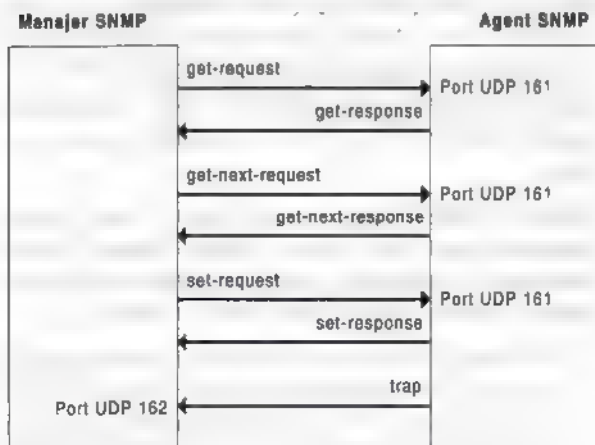 Manajer SNMP
Agent SNMP
get-request
Port UDP 161
get-response
get-next-request
Port UDP 161
get-next-response
set-request
Port UDP 161
set-response
trap
Port UDP 162